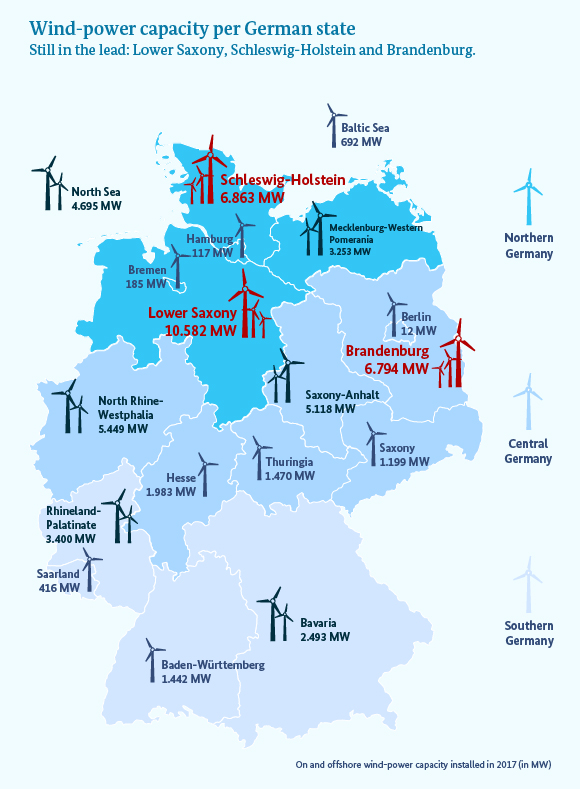 Wind-power capacity per German state
Still in the lead: Lower Saxony, Schleswig-Holstein and Brandenburg.
Baltic Sea
692 MW
North Sea
4.695 MW
Schleswig-Holstein
6.863 MW
Northern
Germany
Hamburg
117 MW
Mecklenburg-Western
Pomerania
3.253 MW
Bremen
185 MW
Lower Saxony
10.582 MW
Berlin
12 MW
Brandenburg
6.794 MW
North Rhine-
Westphalia
5.449 MW
Saxony-Anhalt
5.118 MW
Central
Germany
Saxony
1.199 MW
Thuringia
1.470 MW
Hesse
1.983 MW
Rhineland-
Palatinate
3.400 MW
Saarland
416 MW
Southern
Germany
Bavaria
2.493 MW
Baden-Württemberg
1.442 MW
On and offshore wind-power capacity installed in 2017 (in MW)